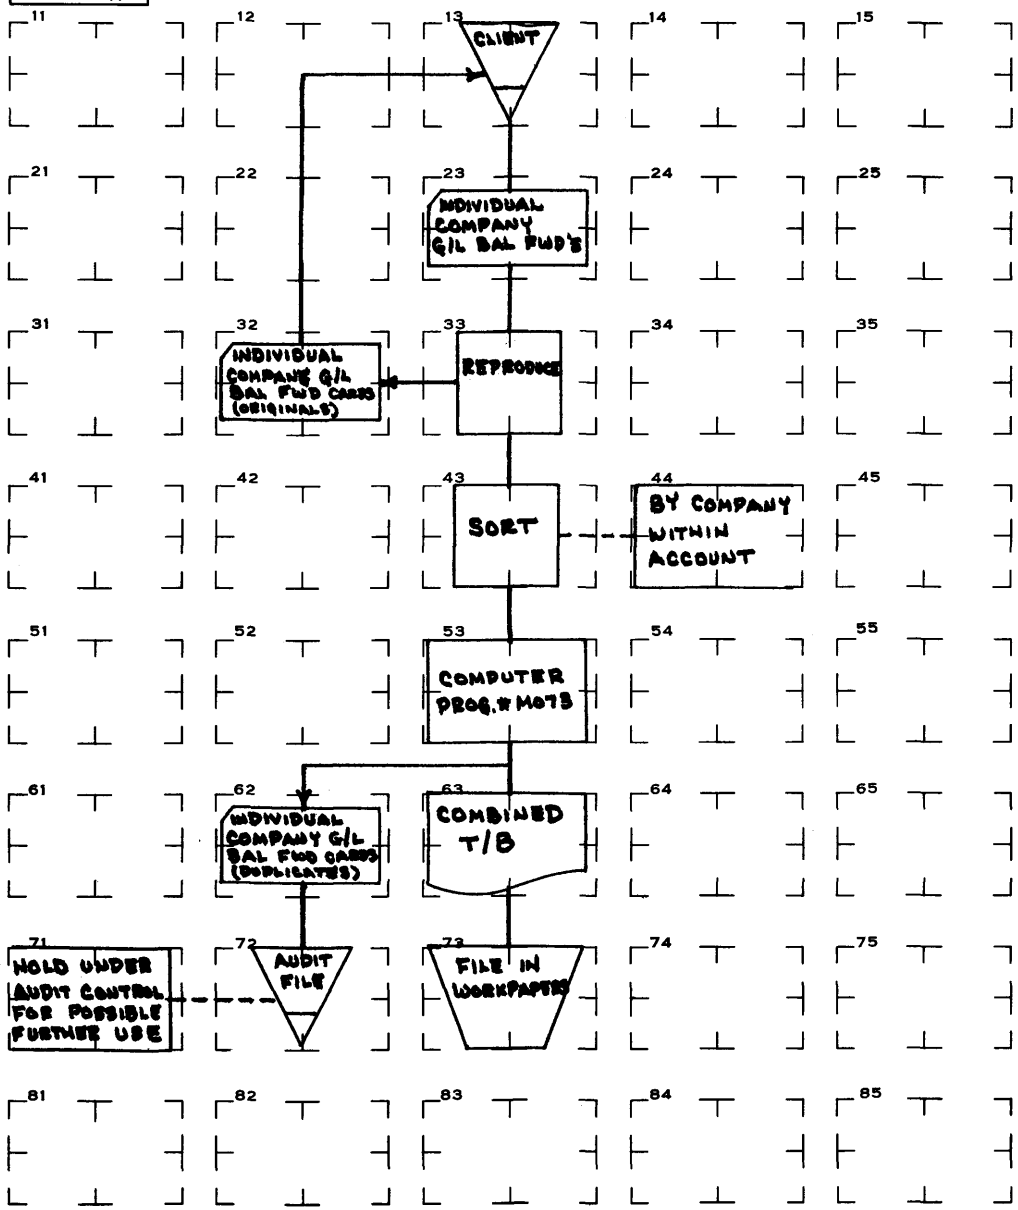 11
12
13
14
15
CLIENT
21
22
23
24
25
INDIVIDUAL
COMPANY
G/L BAL FWD'S
31
32
33
34
35
INDIVIDUAL
COMPANY G/L
BAL FWD CARDS
(ORIGINALS)
REPRODUCE
41
42
43
44
45
SORT
BY COMPANY
WITHIN
ACCOUNT
51
52
53
54
55
COMPUTER
PROG.# M073
61
62
63
64
65
INDIVIDUAL
COMPANY G/L
BAL FWD CARDS
(DUPLICATES)
COMBINED
T/B
71
72
73
74
75
HOLD UNDER
AUDIT CONTROL
FOR POSSIBLE
FURTHER USE
AUDIT
FILE
FILE IN
WORKPAPERS
81
82
83
84
85